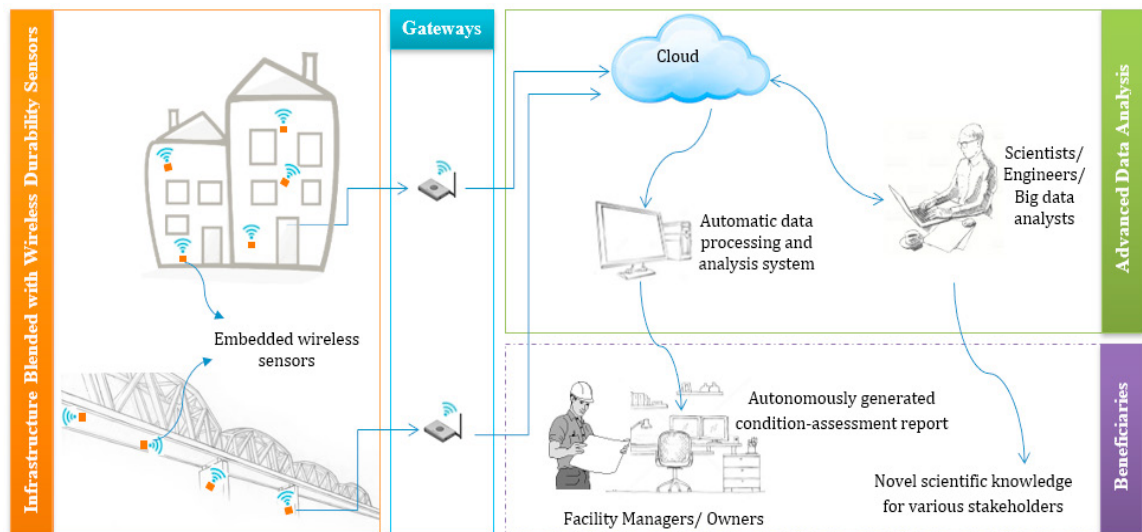 Infrastructure Blended with Wireless Durability
Sensors
Embedded wireless
sensors
Gateways
Cloud
Scientists/
Engineers/
Big data
analysts
Automatic data
processing and
analysis system
Advanced Data Analysis
Autonomously generated
condition-assessment report
Facility Managers/ Owners
Novel scientific knowledge
for various stakeholders
Beneficiaries